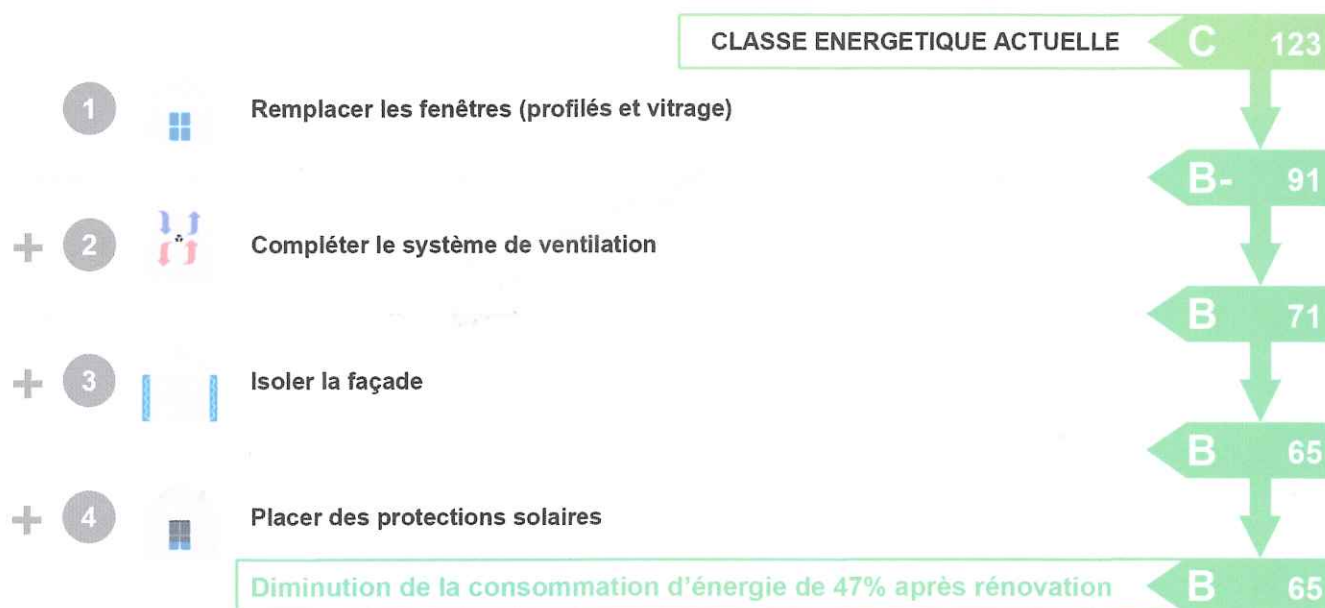 CLASSE ENERGETIQUE ACTUELLE C 123
1 Remplacer les fenêtres (profilés et vitrage)
B- 91
+ 2 Compléter le système de ventilation
B 71
+ 3 Isoler la façade
B 65
+ 4 Placer des protections solaires
Diminution de la consommation d'énergie de 47% après rénovation B 65